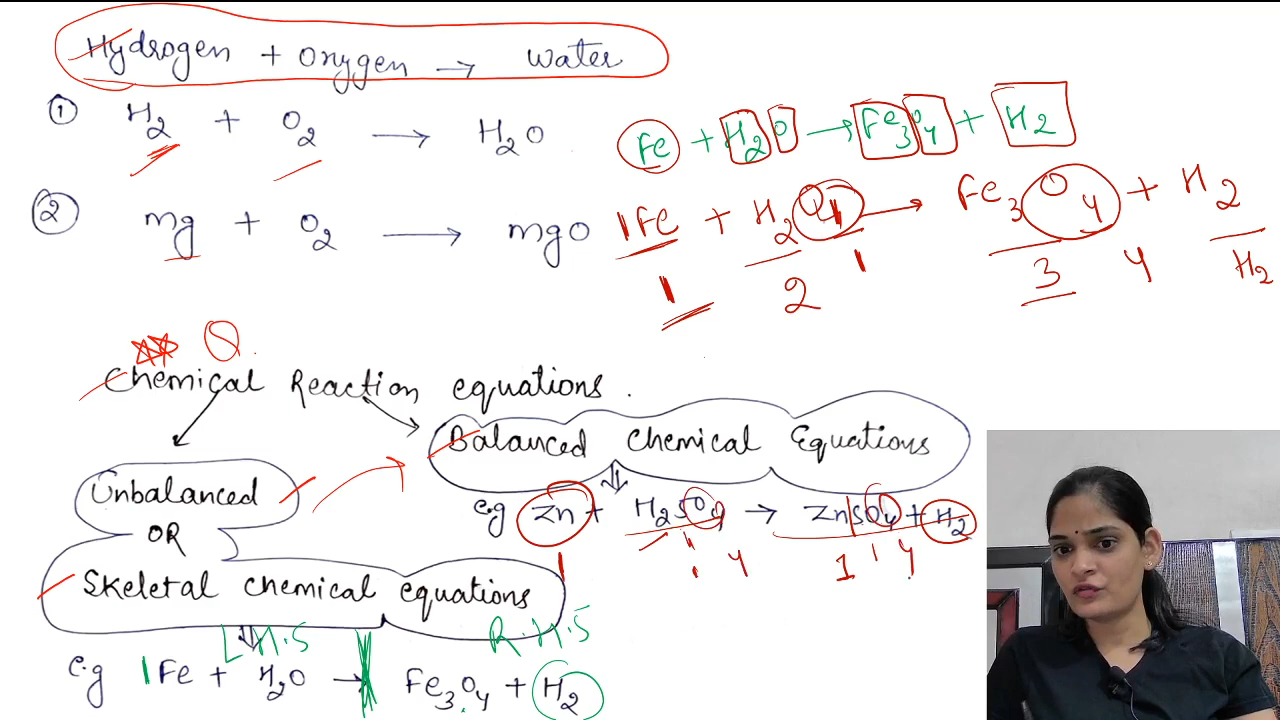 Hydrogen + Oxygen → Water
① H₂ + O₂ → H₂O
Fe + H₂O → Fe₃O₄ + H₂
② mg + O₂ → mgO
1Fe + H₂O1 → Fe₃O₄ + H₂
1 2 1 3 4 H₂
Q.
Chemical Reaction equations.
Balanced Chemical Equations
e.g Zn + H₂SO₄ → ZnSO₄ + H₂
1 1 4 1 1 4
Unbalanced
OR
Skeletal chemical equations
L.H.S R.H.S
e.g 1Fe + H₂O → Fe₃O₄ + H₂